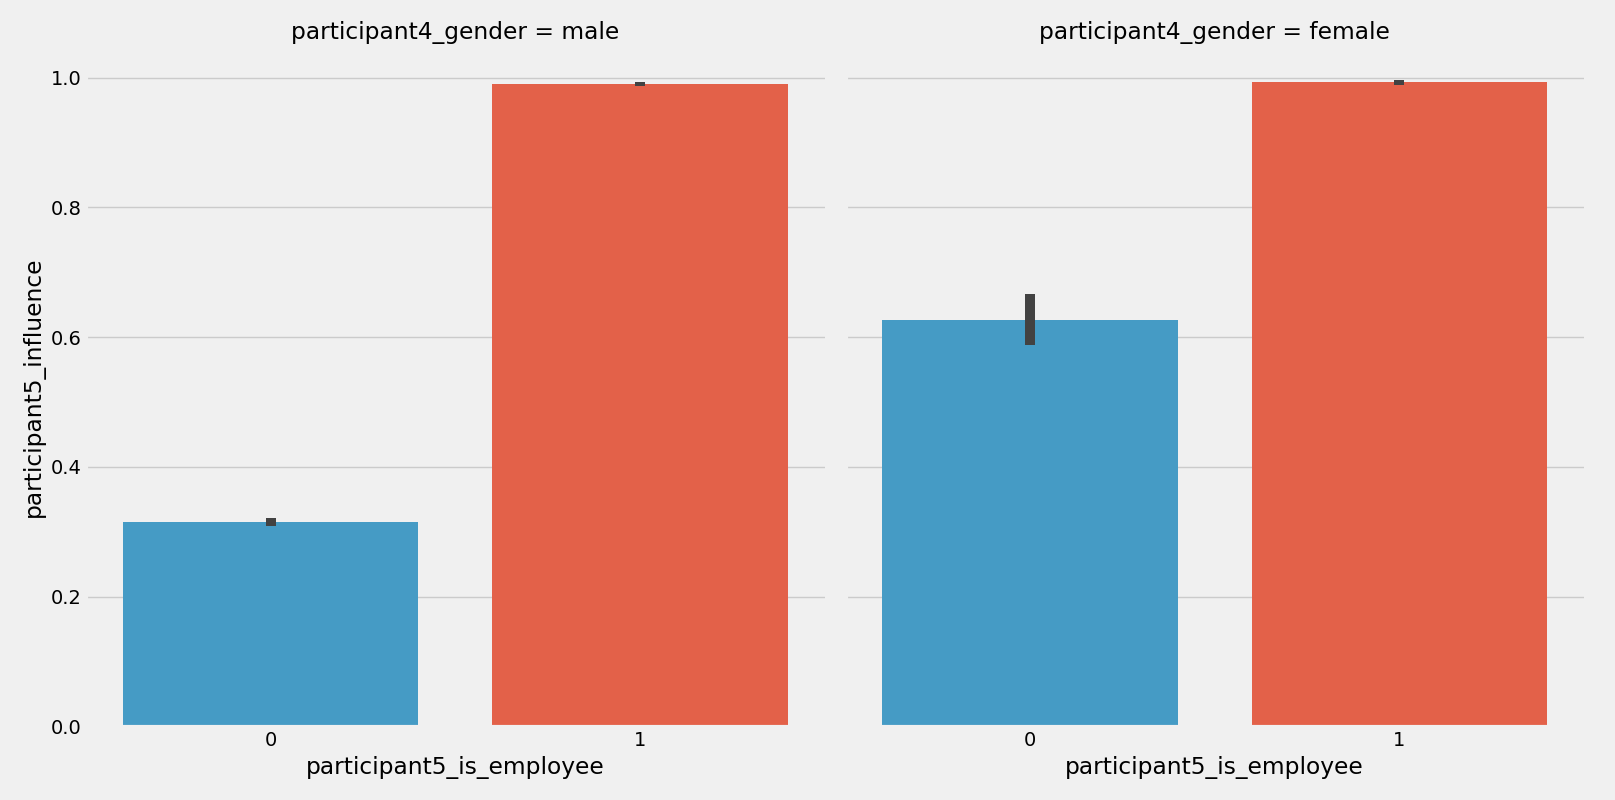 participant4_gender = male
participant4_gender = female
participant5_influence
1.0
0.8
0.6
0.4
0.2
0.0
0
1
0
1
participant5_is_employee
participant5_is_employee